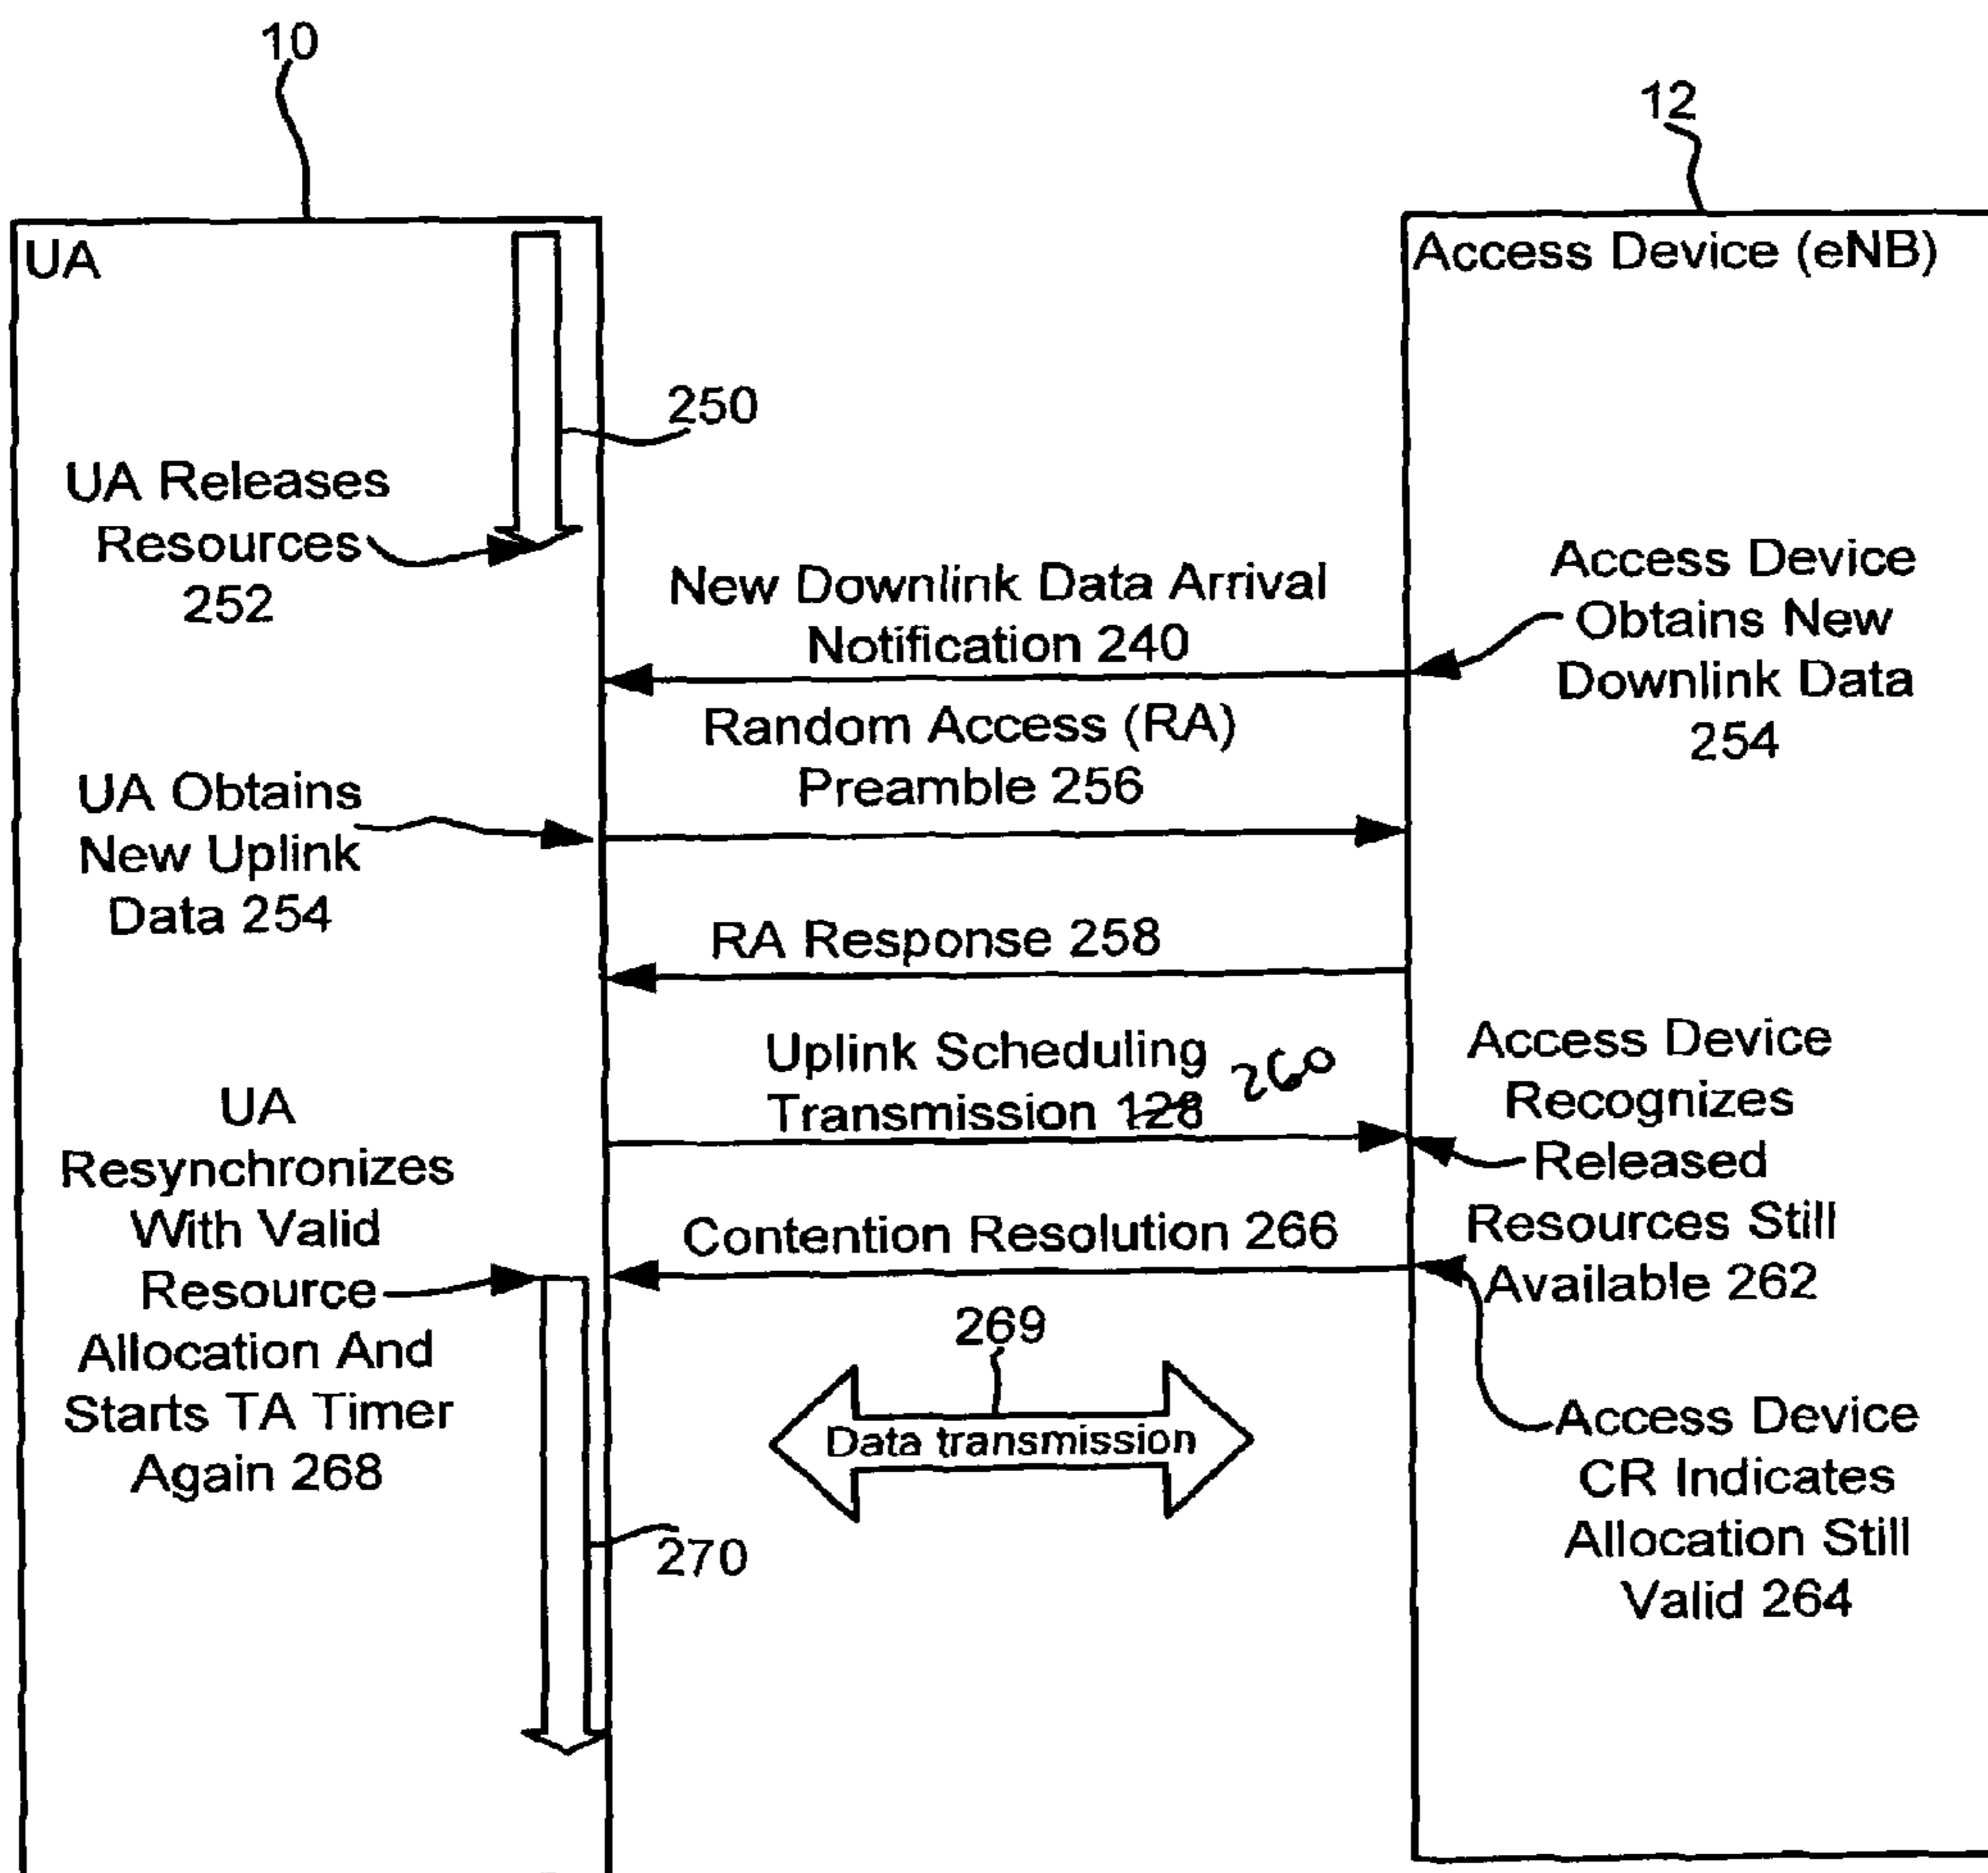 10
12
UA
Access Device (eNB)
250
UA Releases
Resources
252
New Downlink Data Arrival
Notification 240
Access Device
Obtains New
Downlink Data
254
Random Access (RA)
Preamble 256
UA Obtains
New Uplink
Data 254
RA Response 258
Uplink Scheduling
Transmission 128 260
Access Device
Recognizes
Released
Resources Still
Available 262
UA
Resynchronizes
With Valid
Resource
Allocation And
Starts TA Timer
Again 268
Contention Resolution 266
269
Data transmission
Access Device
CR Indicates
Allocation Still
Valid 264
270